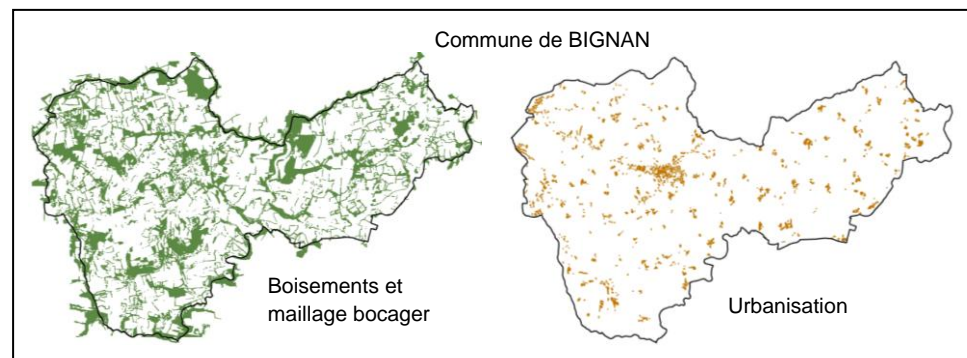 Commune de BIGNAN
Boisements et
maillage bocager
Urbanisation